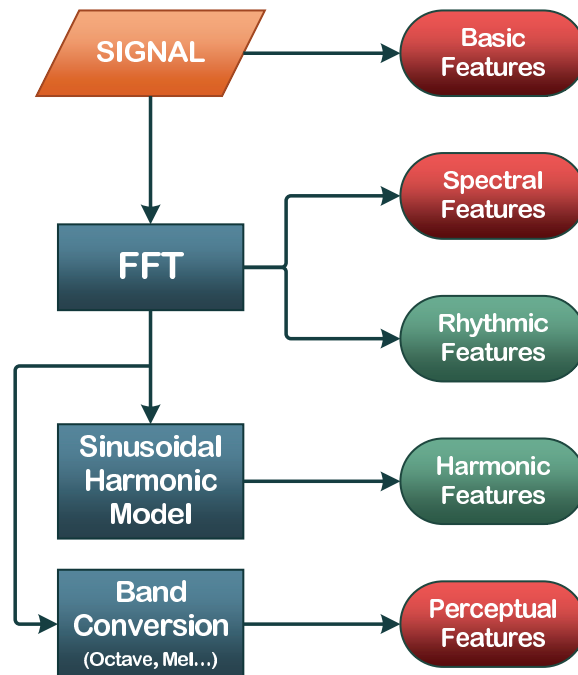 SIGNAL
Basic
Features
Spectral
Features
FFT
Rhythmic
Features
Sinusoidal
Harmonic
Model
Harmonic
Features
Band
Conversion
(Octave, Mel...)
Perceptual
Features